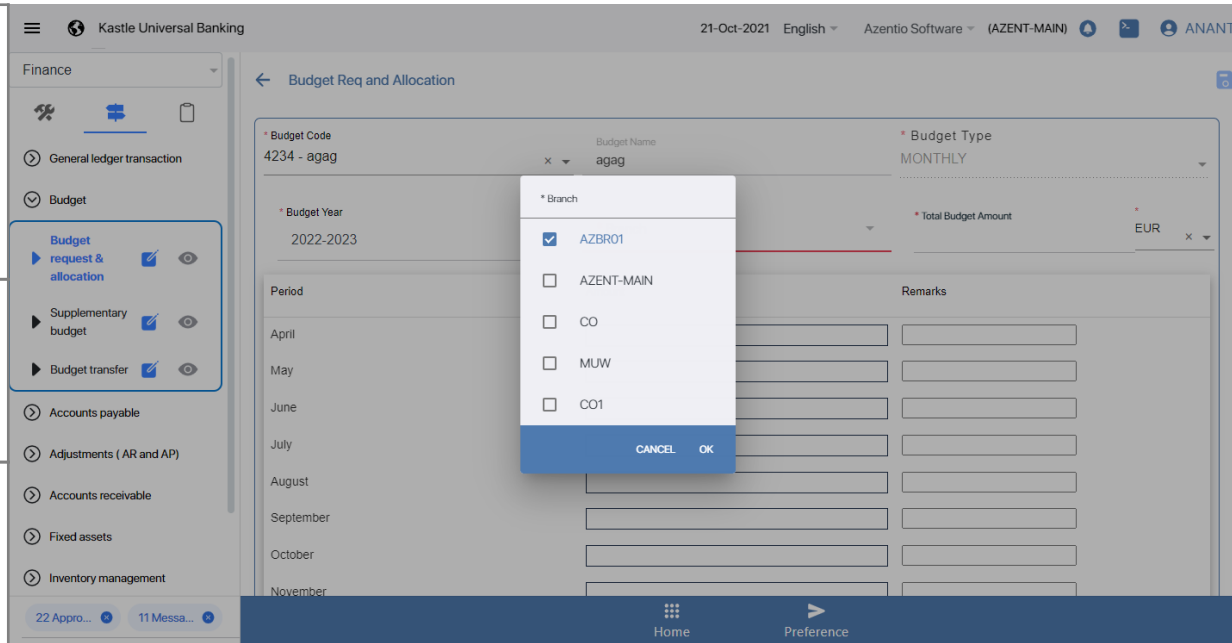 Kastle Universal Banking
21-Oct-2021 English Azentio Software (AZENT-MAIN) ANANT
Finance
General ledger transaction
Budget
Budget
request &
allocation
Supplementary
budget
Budget transfer
Accounts payable
Adjustments ( AR and AP)
Accounts receivable
Fixed assets
Inventory management
22 Appro...
11 Messa...
Budget Req and Allocation
* Budget Code
4234 - agag
Budget Name
agag
* Budget Type
MONTHLY
* Budget Year
2022-2023
* Total Budget Amount
*
EUR
Period
Remarks
April
May
June
July
August
September
October
November
* Branch
AZBR01
AZENT-MAIN
CO
MUW
CO1
CANCEL OK
Home
Preference